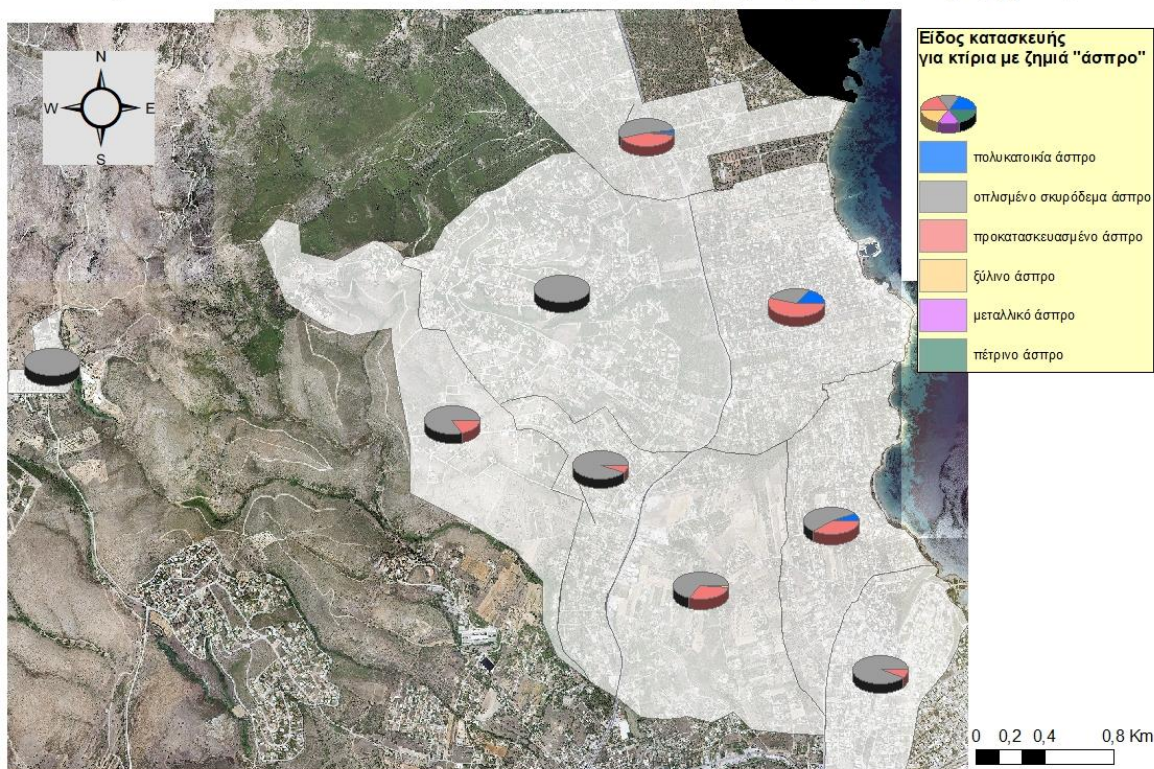 N
W E
S
Είδος κατασκευής
για κτίρια με ζημιά "άσπρο"
πολυκατοικία άσπρο
οπλισμένο σκυρόδεμα άσπρο
προκατασκευασμένο άσπρο
ξύλινο άσπρο
μεταλλικό άσπρο
πέτρινο άσπρο
0 0,2 0,4 0,8 Km